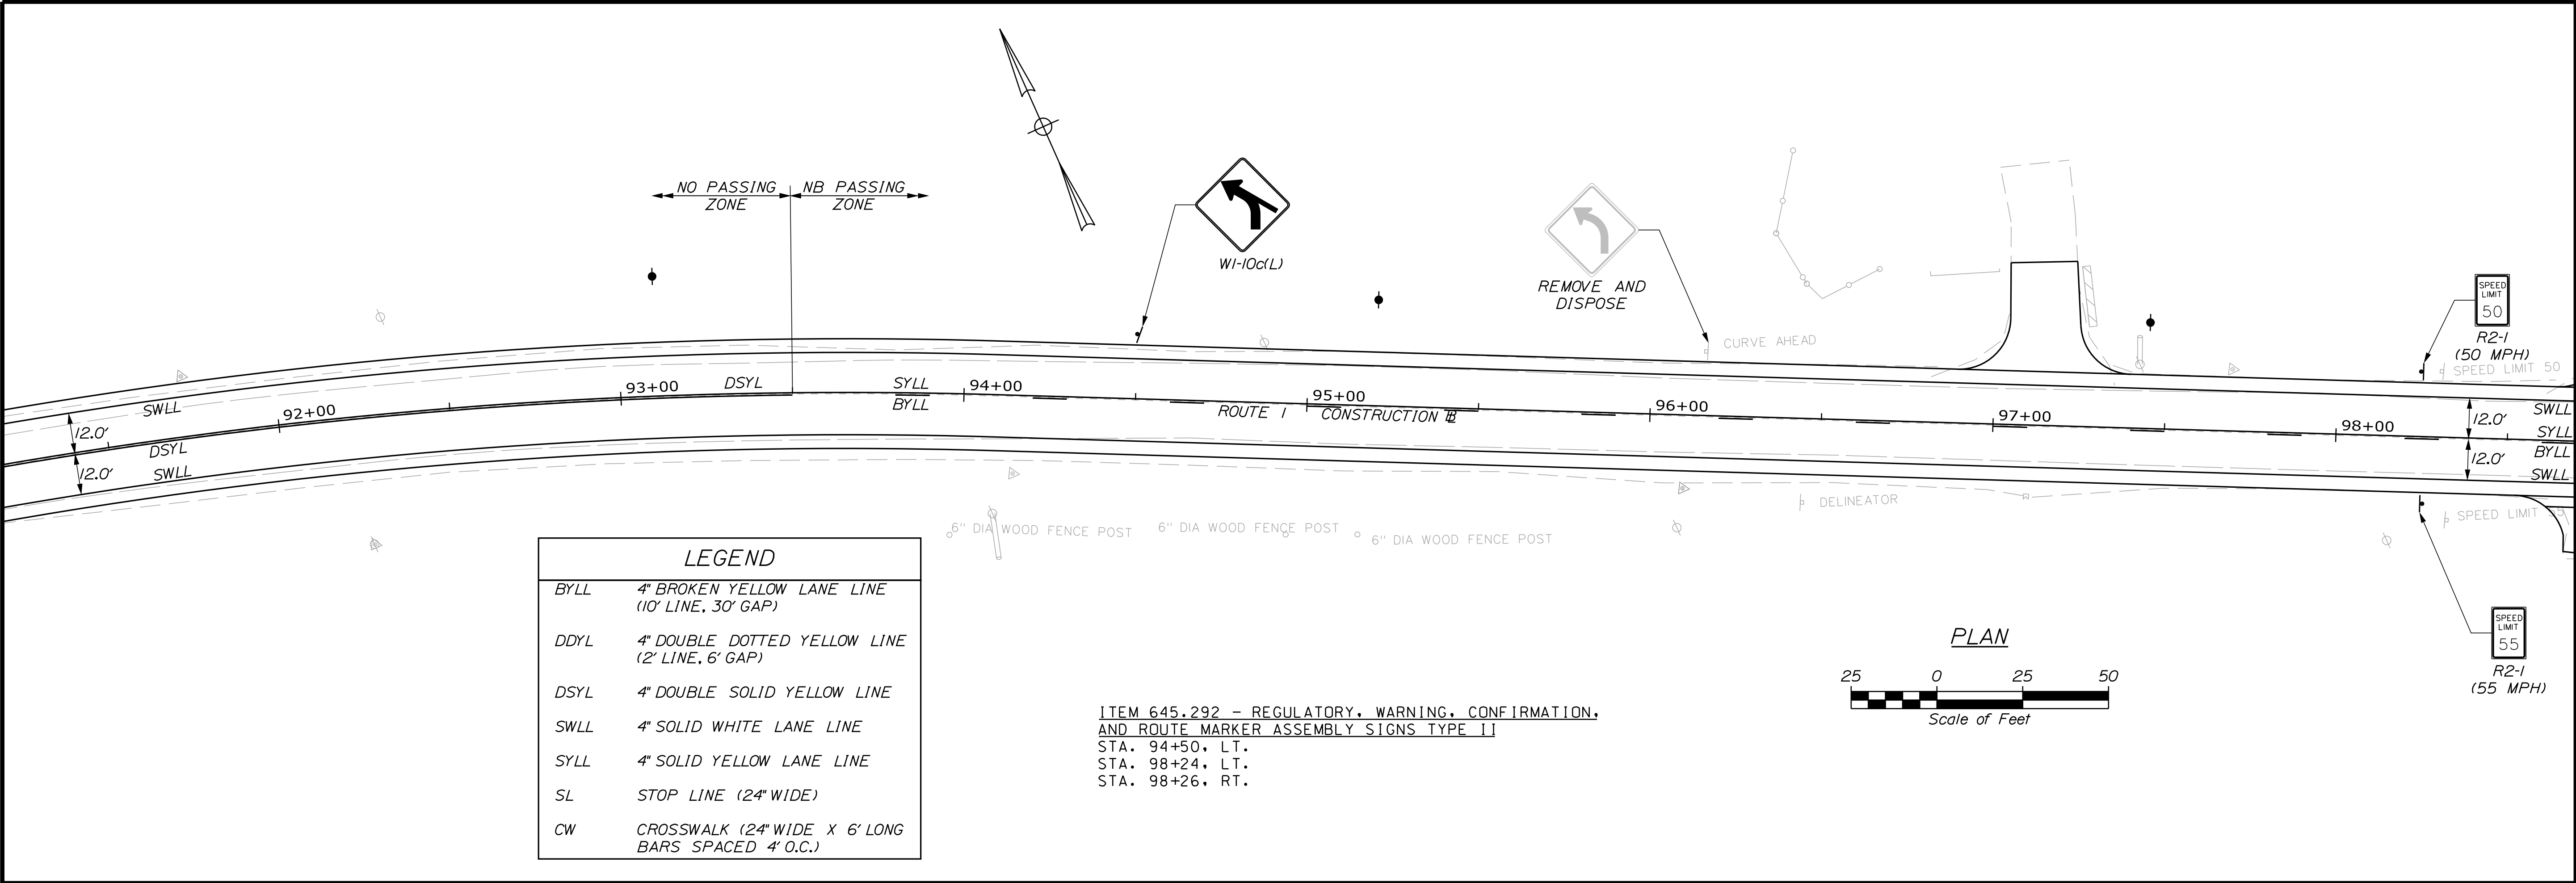 NO PASSING
ZONE
NB PASSING
ZONE
W1-10c(L)
REMOVE AND
DISPOSE
CURVE AHEAD
SPEED
LIMIT
50
R2-1
(50 MPH)
SPEED LIMIT 50
92+00
93+00
94+00
95+00
96+00
97+00
98+00
DSYL
SYLL
BYLL
ROUTE 1 CONSTRUCTION
SWLL
12.0'
DSYL
12.0'
SWLL
SWLL
12.0'
SYLL
BYLL
12.0'
SWLL
DELINEATOR
SPEED LIMIT
6" DIA WOOD FENCE POST
6" DIA WOOD FENCE POST
6" DIA WOOD FENCE POST
SPEED
LIMIT
55
R2-1
(55 MPH)
LEGEND
BYLL 4" BROKEN YELLOW LANE LINE
(10' LINE, 30' GAP)
DDYL 4" DOUBLE DOTTED YELLOW LINE
(2' LINE, 6' GAP)
DSYL 4" DOUBLE SOLID YELLOW LINE
SWLL 4" SOLID WHITE LANE LINE
SYLL 4" SOLID YELLOW LANE LINE
SL STOP LINE (24" WIDE)
CW CROSSWALK (24" WIDE X 6' LONG
BARS SPACED 4' O.C.)
ITEM 645.292 - REGULATORY, WARNING, CONFIRMATION,
AND ROUTE MARKER ASSEMBLY SIGNS TYPE II
STA. 94+50, LT.
STA. 98+24, LT.
STA. 98+26, RT.
PLAN
25 0 25 50
Scale of Feet